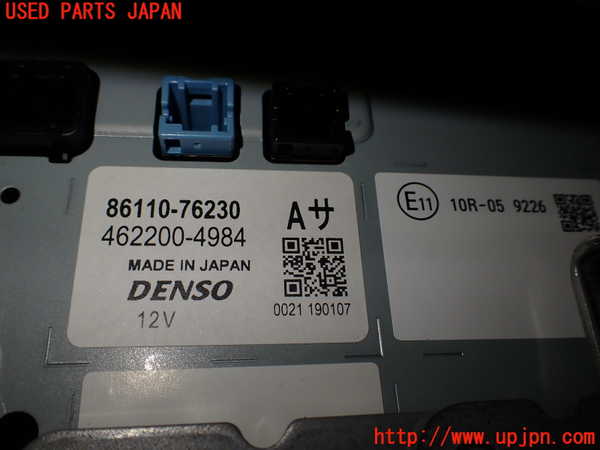 USED PARTS JAPAN
86110-76230
Aサ
462200-4984
MADE IN JAPAN
DENSO
12V
0021 190107
E11
10R-05 9226
http://www.upjpn.com/